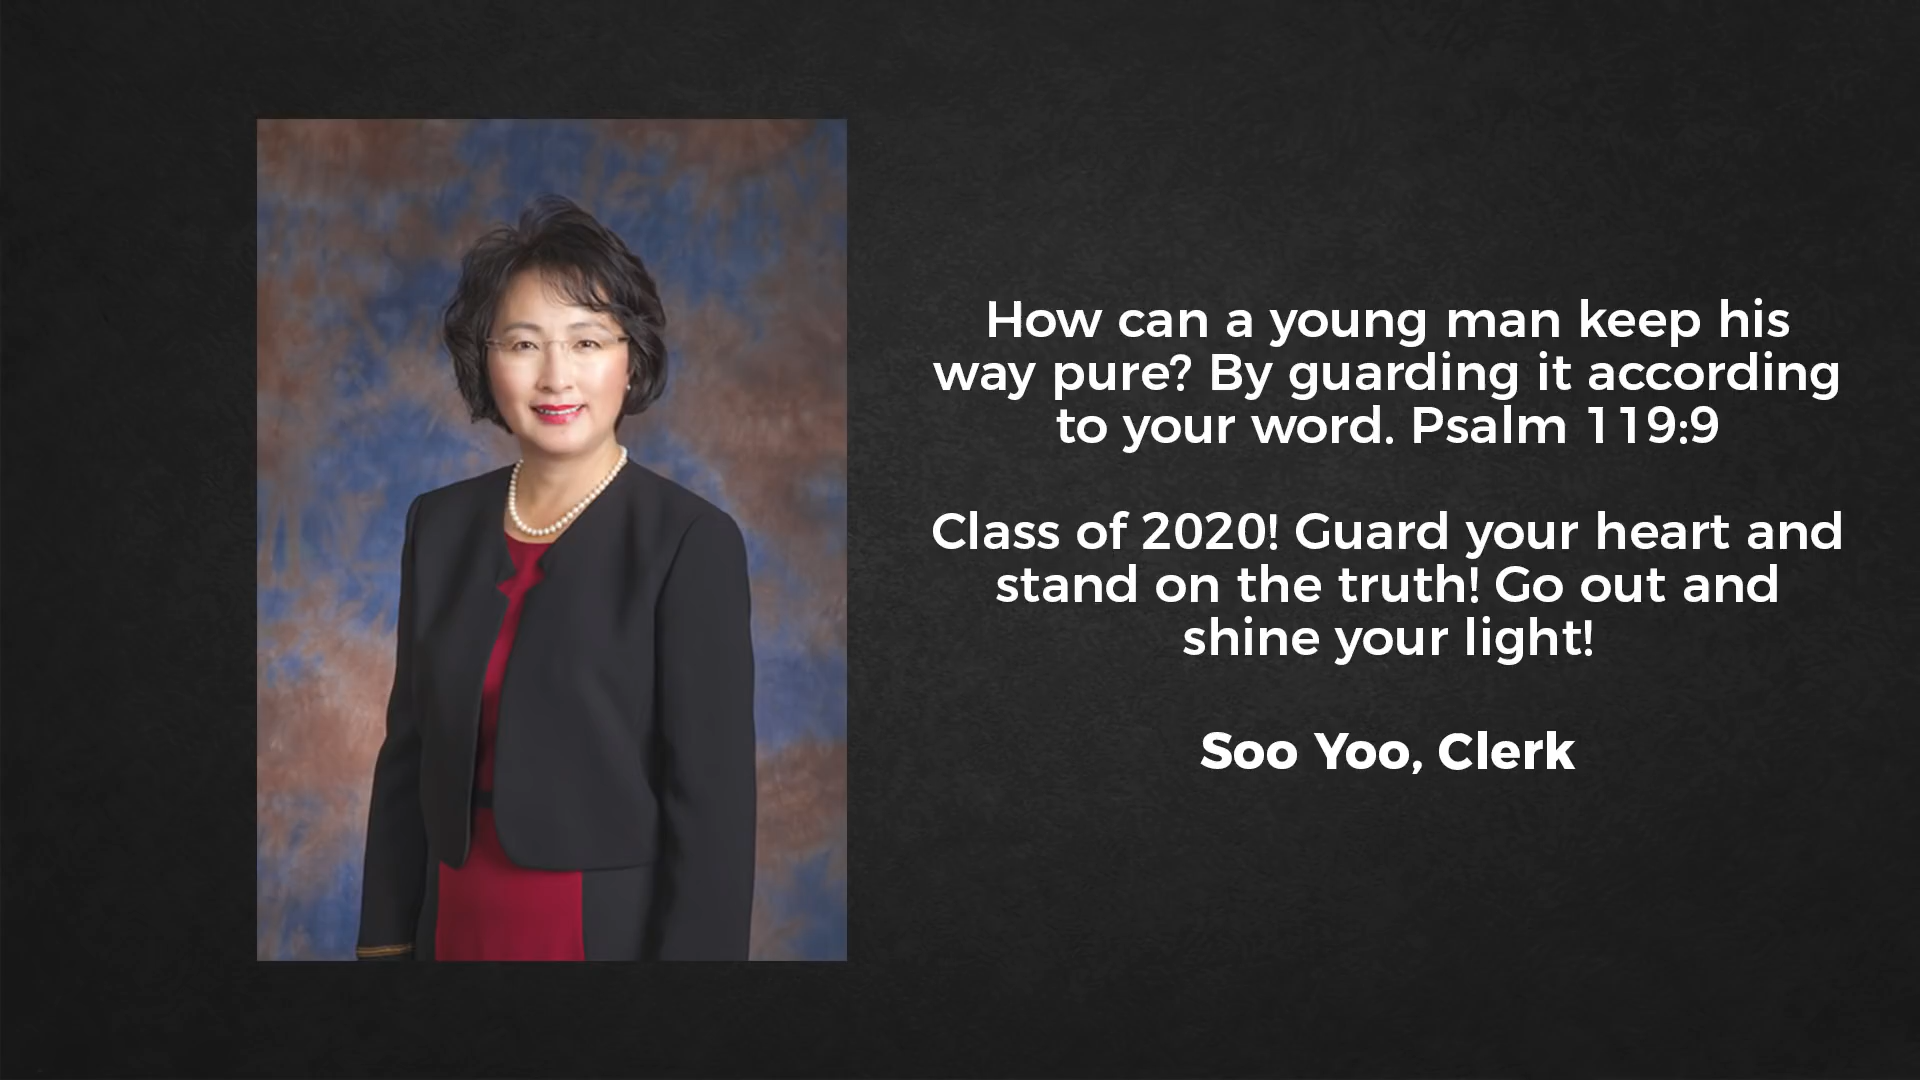 How can a young man keep his
way pure? By guarding it according
to your word. Psalm 119:9
Class of 2020! Guard your heart and
stand on the truth! Go out and
shine your light!
Soo Yoo, Clerk